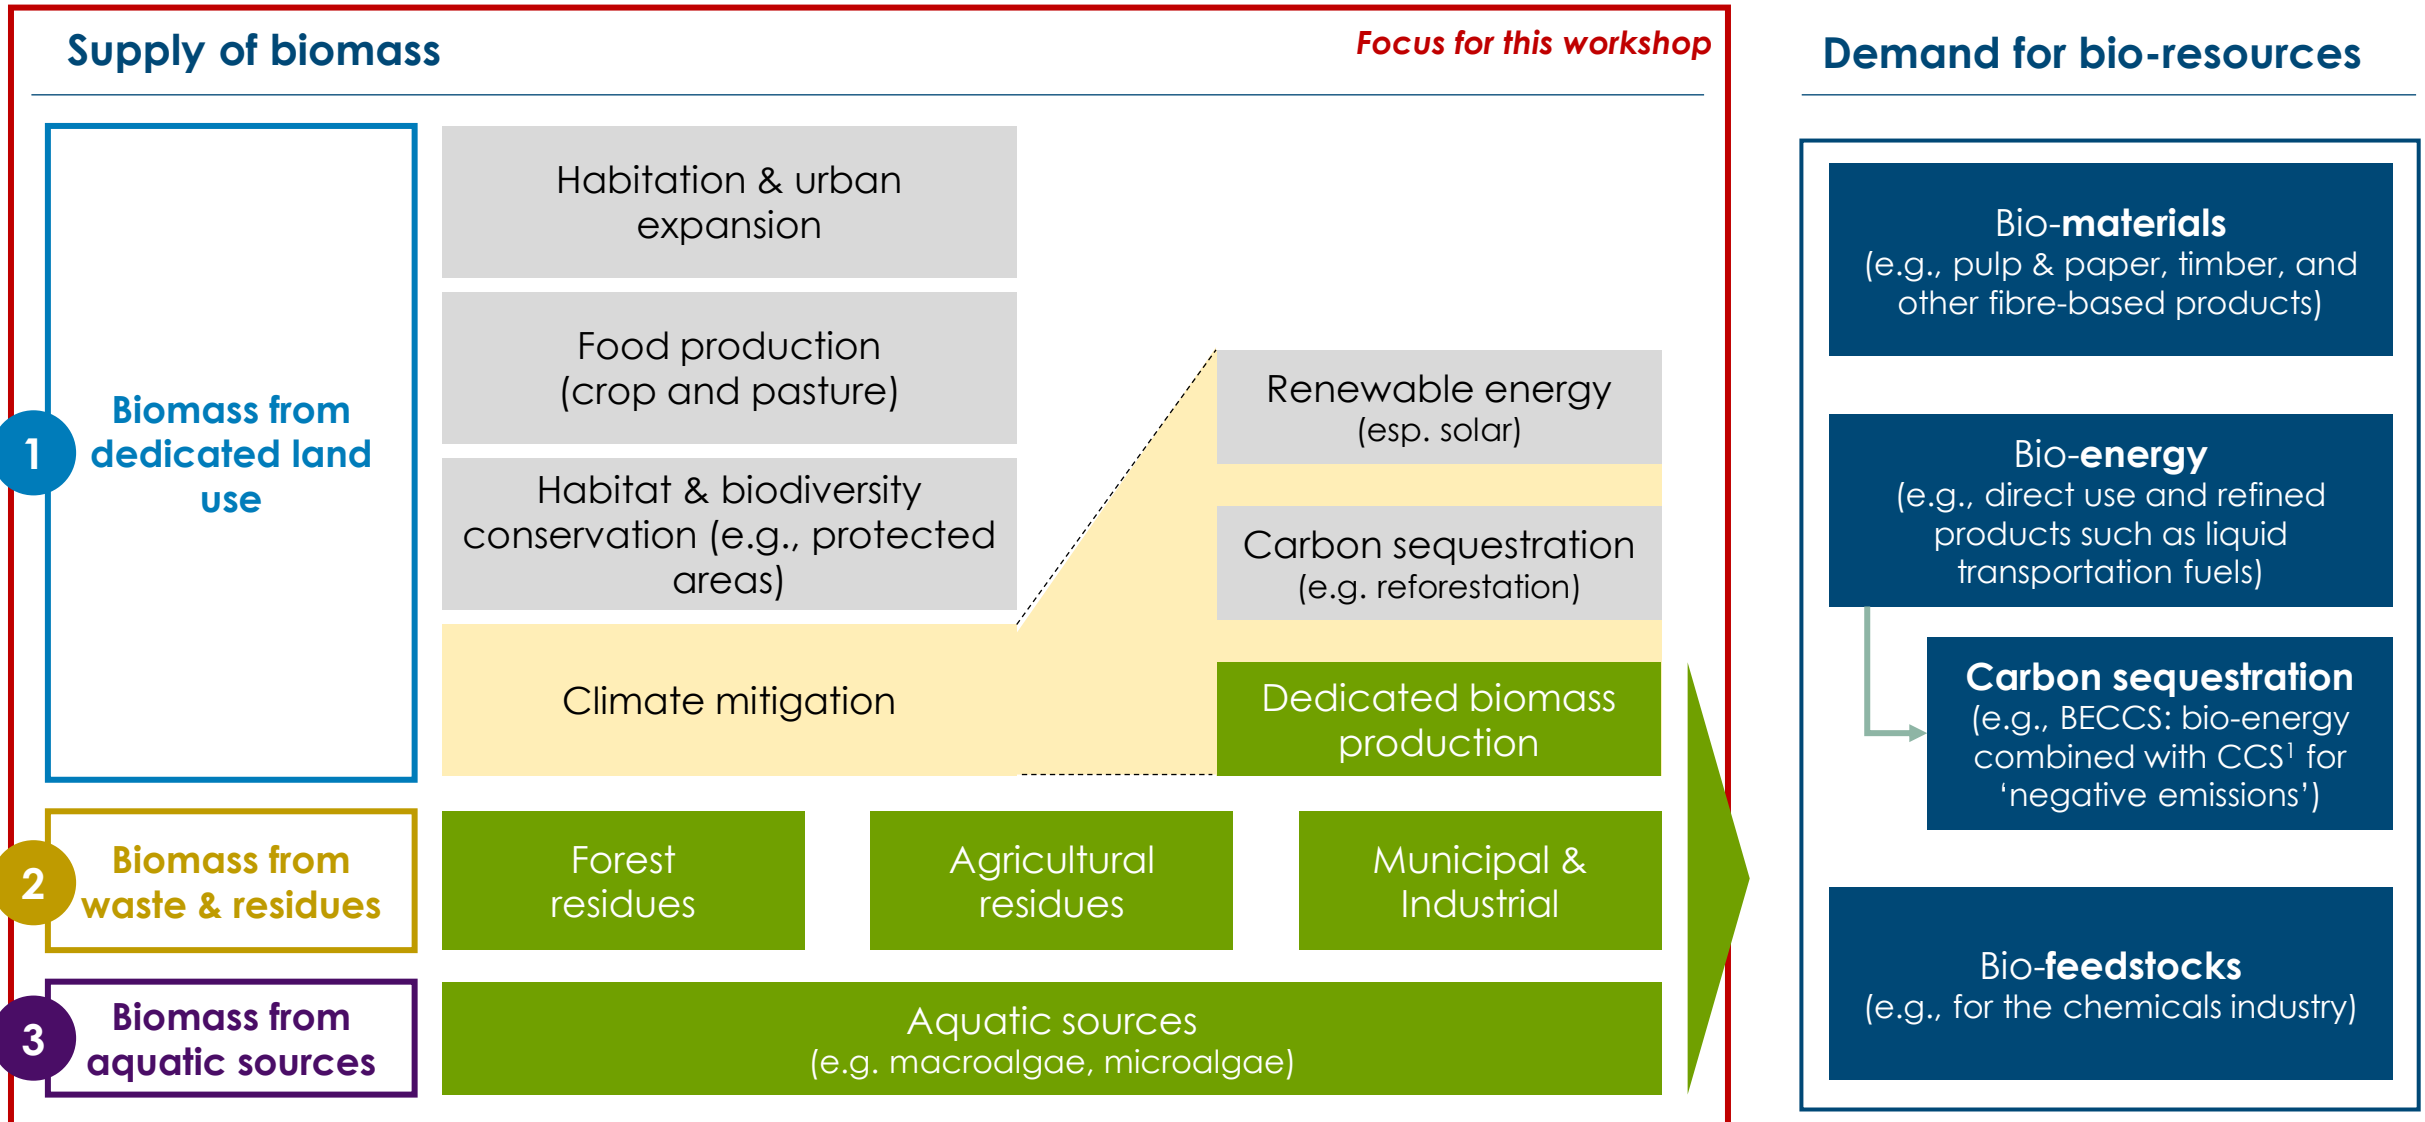 Supply of biomass
Focus for this workshop
1
Biomass from
dedicated land
use
Habitation & urban
expansion
Food production
(crop and pasture)
Habitat & biodiversity
conservation (e.g., protected
areas)
Climate mitigation
Renewable energy
(esp. solar)
Carbon sequestration
(e.g. reforestation)
Dedicated biomass
production
2
Biomass from
waste & residues
Forest
residues
Agricultural
residues
Municipal &
Industrial
3
Biomass from
aquatic sources
Aquatic sources
(e.g. macroalgae, microalgae)
Demand for bio-resources
Bio-materials
(e.g., pulp & paper, timber, and
other fibre-based products)
Bio-energy
(e.g., direct use and refined
products such as liquid
transportation fuels)
Carbon sequestration
(e.g., BECCS: bio-energy
combined with CCS¹ for
‘negative emissions’)
Bio-feedstocks
(e.g., for the chemicals industry)